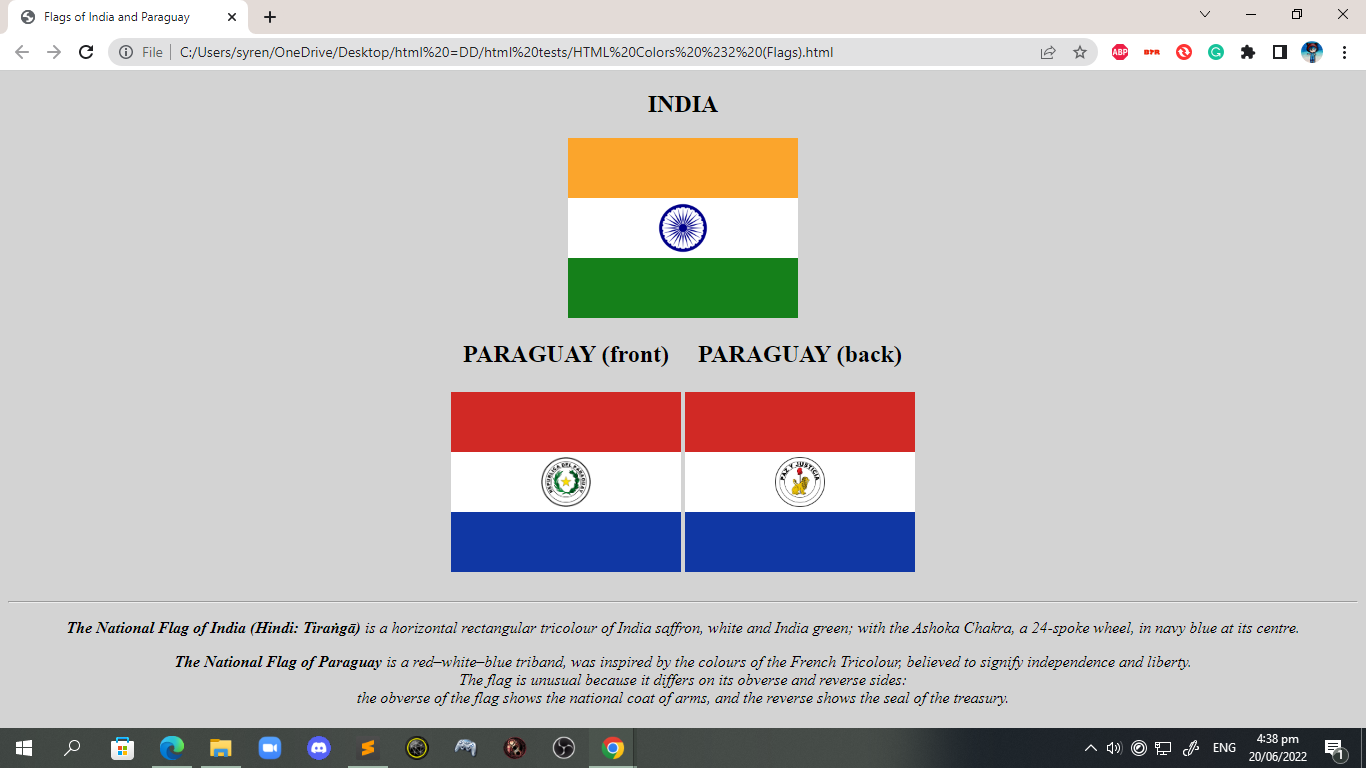 Flags of India and Paraguay
File
C:/Users/syren/OneDrive/Desktop/html%20=DD/html%20tests/HTML%20Colors%20%232%20(Flags).html
ABP
INDIA
PARAGUAY (front) PARAGUAY (back)
REPUBLICA DEL PARAGUAY
PAZ Y JUSTICIA
The National Flag of India (Hindi: Tiraṅgā) is a horizontal rectangular tricolour of India saffron, white and India green; with the Ashoka Chakra, a 24-spoke wheel, in navy blue at its centre.
The National Flag of Paraguay is a red–white–blue triband, was inspired by the colours of the French Tricolour, believed to signify independence and liberty.
The flag is unusual because it differs on its obverse and reverse sides:
the obverse of the flag shows the national coat of arms, and the reverse shows the seal of the treasury.
ENG
4:38 pm
20/06/2022
1